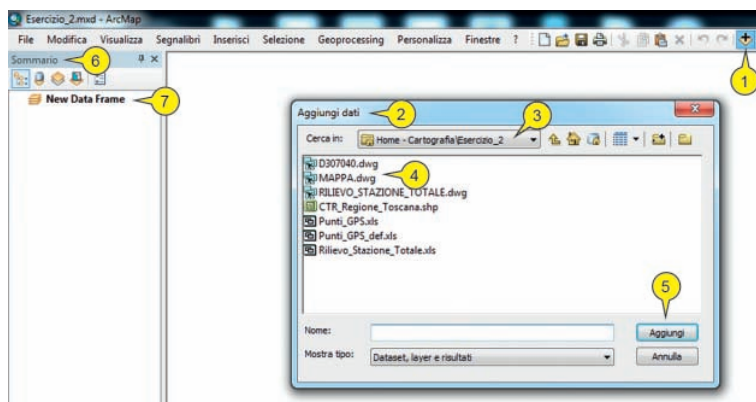 Esercizio_2.mxd - ArcMap
File Modifica Visualizza Segnalibri Inserisci Selezione Geoprocessing Personalizza Finestre ?
Sommario
6
1
New Data Frame
7
Aggiungi dati
2
3
Cerca in:
Home - Cartografia\Esercizio_2
D307040.dwg
MAPPA.dwg
4
RILIEVO_STAZIONE_TOTALE.dwg
CTR_Regione_Toscana.shp
Punti_GPS.xls
Punti_GPS_def.xls
Rilievo_Stazione_Totale.xls
5
Nome:
Aggiungi
Mostra tipo:
Dataset, layer e risultati
Annulla